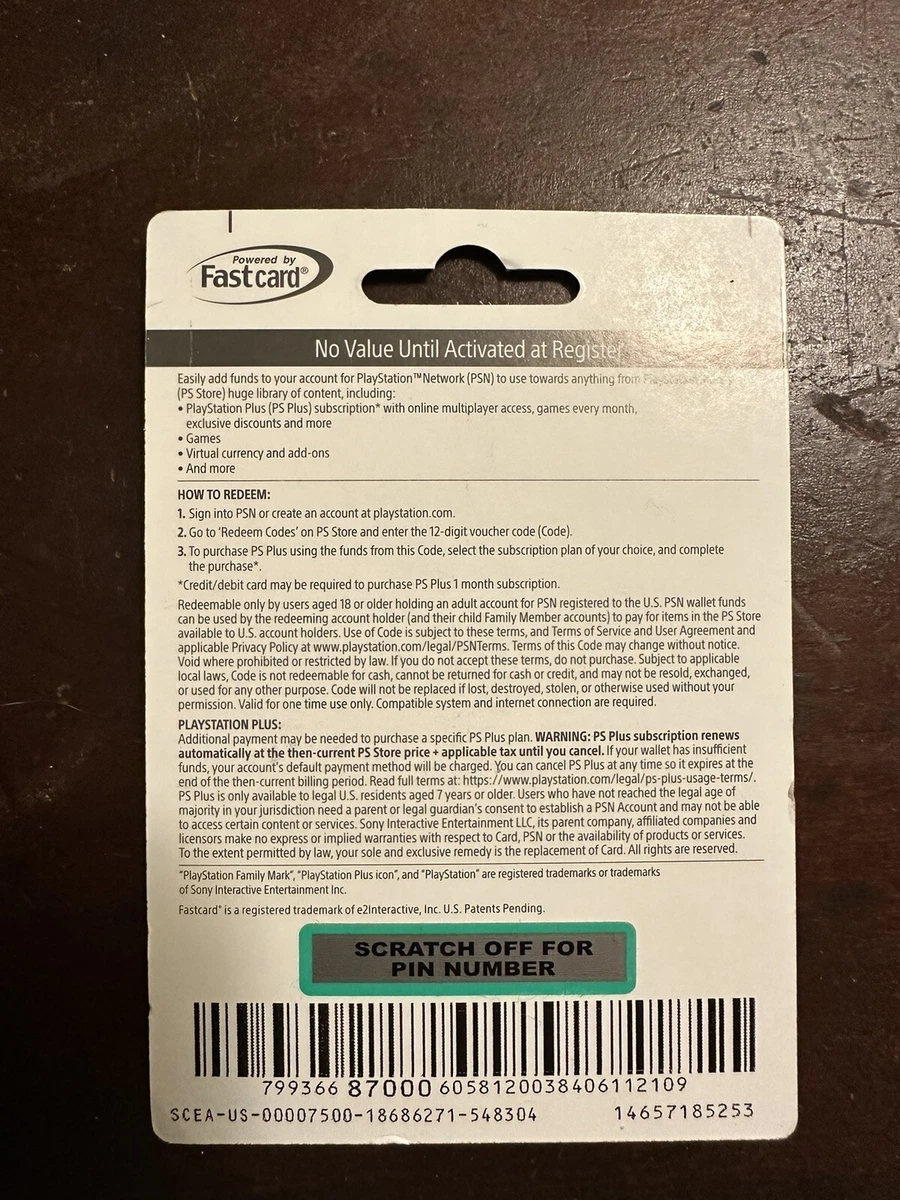 Powered by
Fastcard®
No Value Until Activated at Register
Easily add funds to your account for PlayStation™Network (PSN) to use towards anything from PlayStation™Store
(PS Store) huge library of content, including:
• PlayStation Plus (PS Plus) subscription* with online multiplayer access, games every month,
exclusive discounts and more
• Games
• Virtual currency and add-ons
• And more
HOW TO REDEEM:
1. Sign into PSN or create an account at playstation.com.
2. Go to ‘Redeem Codes’ on PS Store and enter the 12-digit voucher code (Code).
3. To purchase PS Plus using the funds from this Code, select the subscription plan of your choice, and complete
the purchase*.
*Credit/debit card may be required to purchase PS Plus 1 month subscription.
Redeemable only by users aged 18 or older holding an adult account for PSN registered to the U.S. PSN wallet funds
can be used by the redeeming account holder (and their child Family Member accounts) to pay for items in the PS Store
available to U.S. account holders. Use of Code is subject to these terms, and Terms of Service and User Agreement and
applicable Privacy Policy at www.playstation.com/legal/PSNTerms. Terms of this Code may change without notice.
Void where prohibited or restricted by law. If you do not accept these terms, do not purchase. Subject to applicable
local laws, Code is not redeemable for cash, cannot be returned for cash or credit, and may not be resold, exchanged,
or used for any other purpose. Code will not be replaced if lost, destroyed, stolen, or otherwise used without your
permission. Valid for one time use only. Compatible system and internet connection are required.
PLAYSTATION PLUS:
Additional payment may be needed to purchase a specific PS Plus plan. WARNING: PS Plus subscription renews
automatically at the then-current PS Store price + applicable tax until you cancel. If your wallet has insufficient
funds, your account's default payment method will be charged. You can cancel PS Plus at any time so it expires at the
end of the then-current billing period. Read full terms at: https://www.playstation.com/legal/ps-plus-usage-terms/.
PS Plus is only available to legal U.S. residents aged 7 years or older. Users who have not reached the legal age of
majority in your jurisdiction need a parent or legal guardian's consent to establish a PSN Account and may not be able
to access certain content or services. Sony Interactive Entertainment LLC, its parent company, affiliated companies and
licensors make no express or implied warranties with respect to Card, PSN or the availability of products or services.
To the extent permitted by law, your sole and exclusive remedy is the replacement of Card. All rights are reserved.
"PlayStation Family Mark", "PlayStation Plus icon", and "PlayStation" are registered trademarks or trademarks
of Sony Interactive Entertainment Inc.
Fastcard® is a registered trademark of e2Interactive, Inc. U.S. Patents Pending.
SCRATCH OFF FOR
PIN NUMBER
799366 87000 6058120038406112109
SCEA-US-00007500-18686271-548304 14657185253